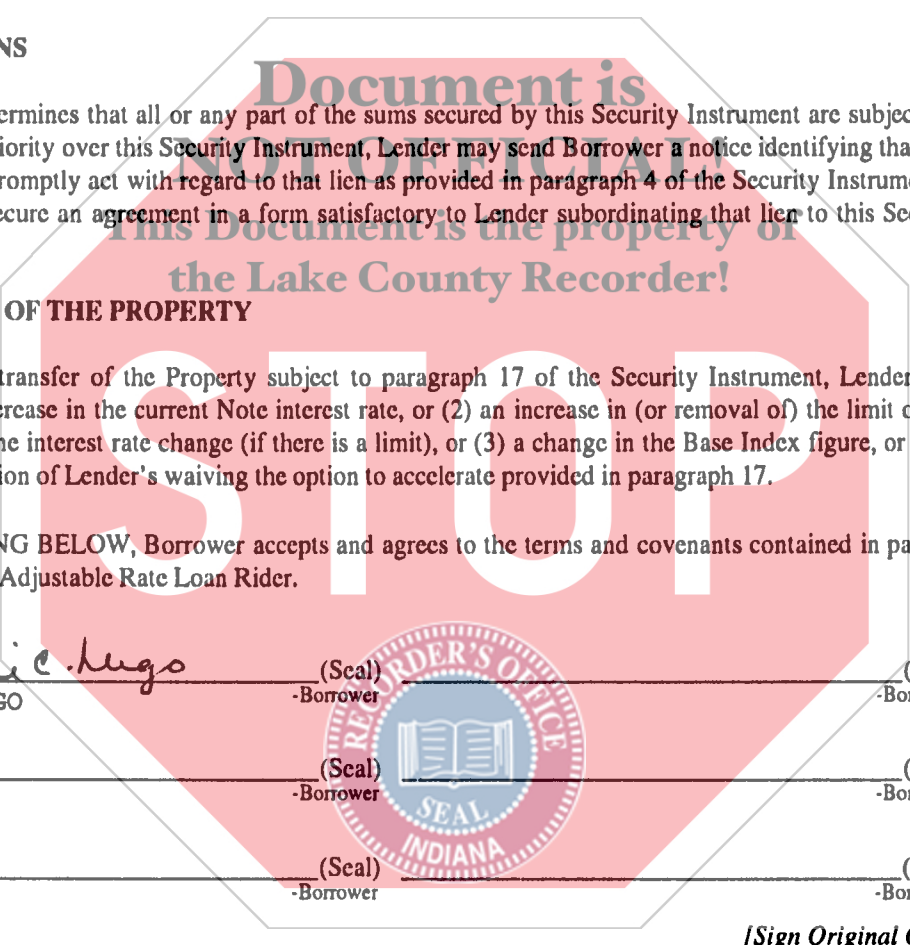 NS
Document is
ermines that all or any part of the sums secured by this Security Instrument are subjec
iority over this Security Instrument, Lender may send Borrower a notice identifying tha
NOT OFFICIAL!
romptly act with regard to that lien as provided in paragraph 4 of the Security Instrume
ecure an agreement in a form satisfactory to Lender subordinating that lien to this Sec
This Document is the property of
the Lake County Recorder!
OF THE PROPERTY
transfer of the Property subject to paragraph 17 of the Security Instrument, Lender
crease in the current Note interest rate, or (2) an increase in (or removal of) the limit o
ne interest rate change (if there is a limit), or (3) a change in the Base Index figure, or
ion of Lender's waiving the option to accelerate provided in paragraph 17.
STOP
NG BELOW, Borrower accepts and agrees to the terms and covenants contained in pa
Adjustable Rate Loan Rider.
i C. Lugo (Seal) (
GO -Borrower -Bor
(Seal) (
-Borrower -Bor
(Seal) (
-Borrower -Bor
RECORDER'S OFFICE
SEAL
INDIANA
[Sign Original O